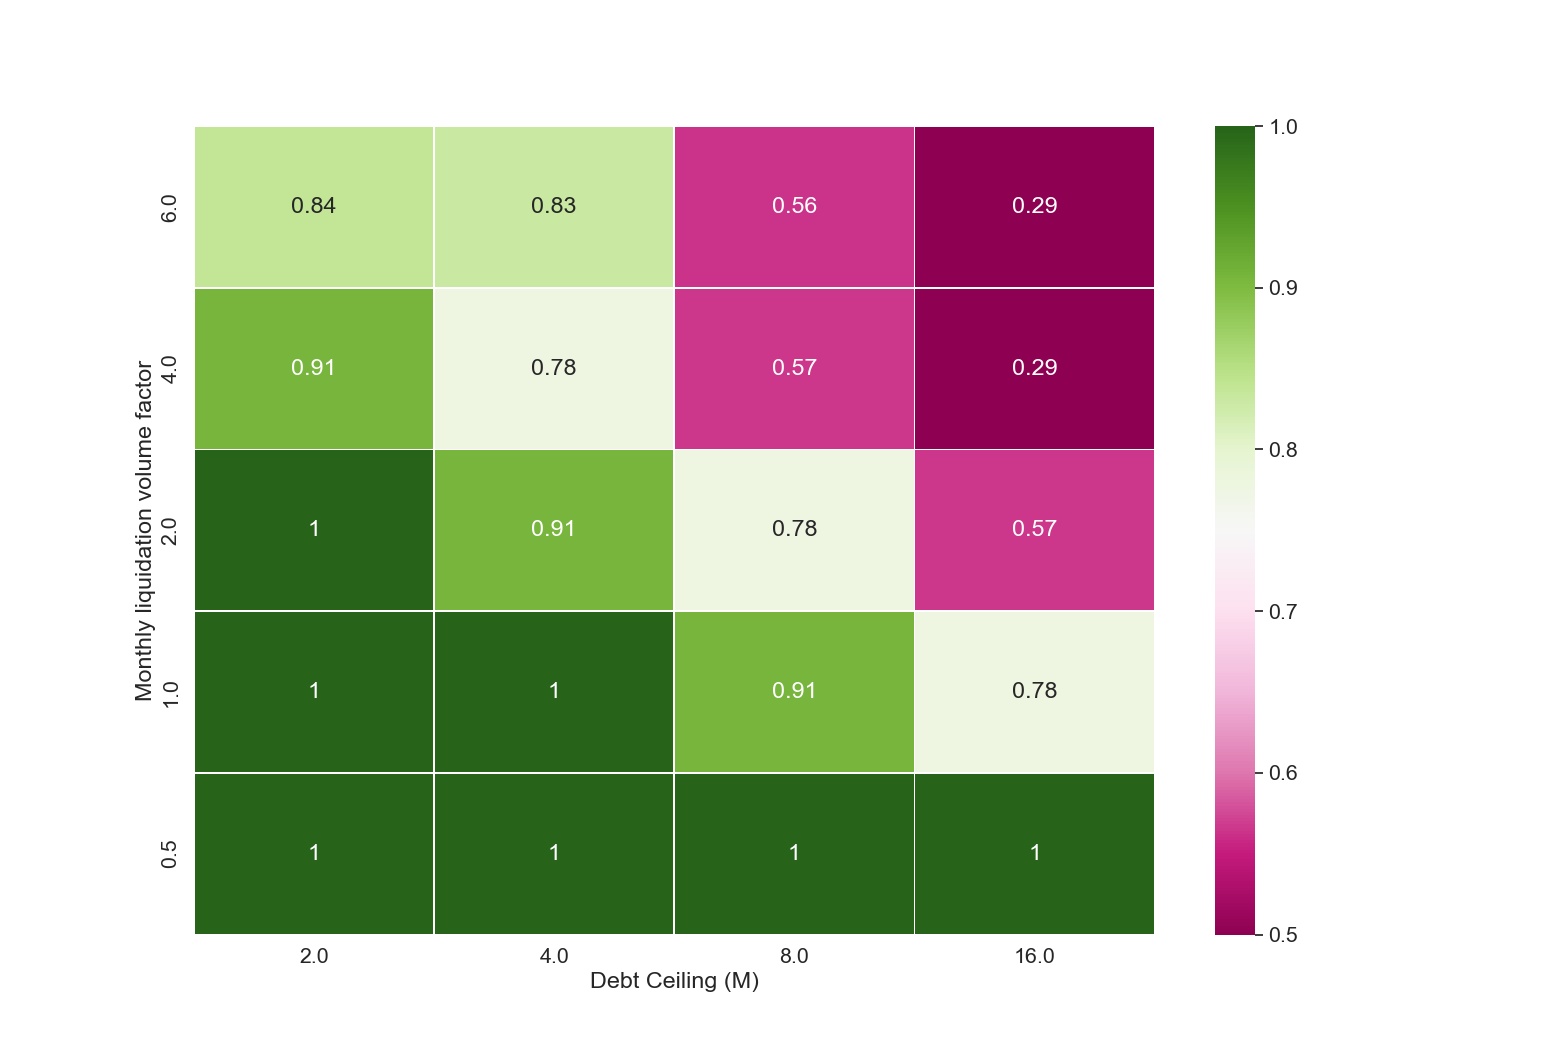 1.0
6.0 0.84 0.83 0.56 0.29
0.9
4.0 0.91 0.78 0.57 0.29
0.8
Monthly liquidation volume factor
2.0 1 0.91 0.78 0.57
0.7
1.0 1 1 0.91 0.78
0.6
0.5 1 1 1 1
0.5
2.0 4.0 8.0 16.0
Debt Ceiling (M)